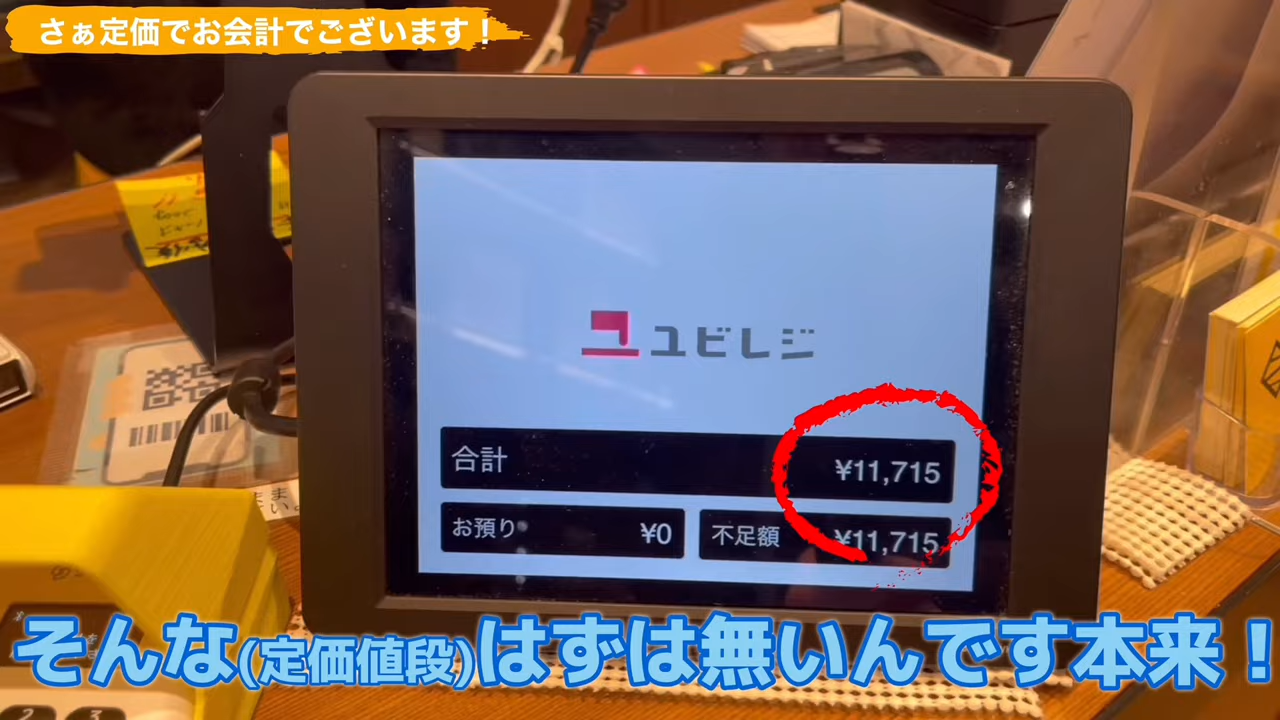 さぁ定価でお会計でございます！
ユビレジ
合計 ¥11,715
お預り ¥0 不足額 ¥11,715
そんな(定価値段)はずは無いんです本来！